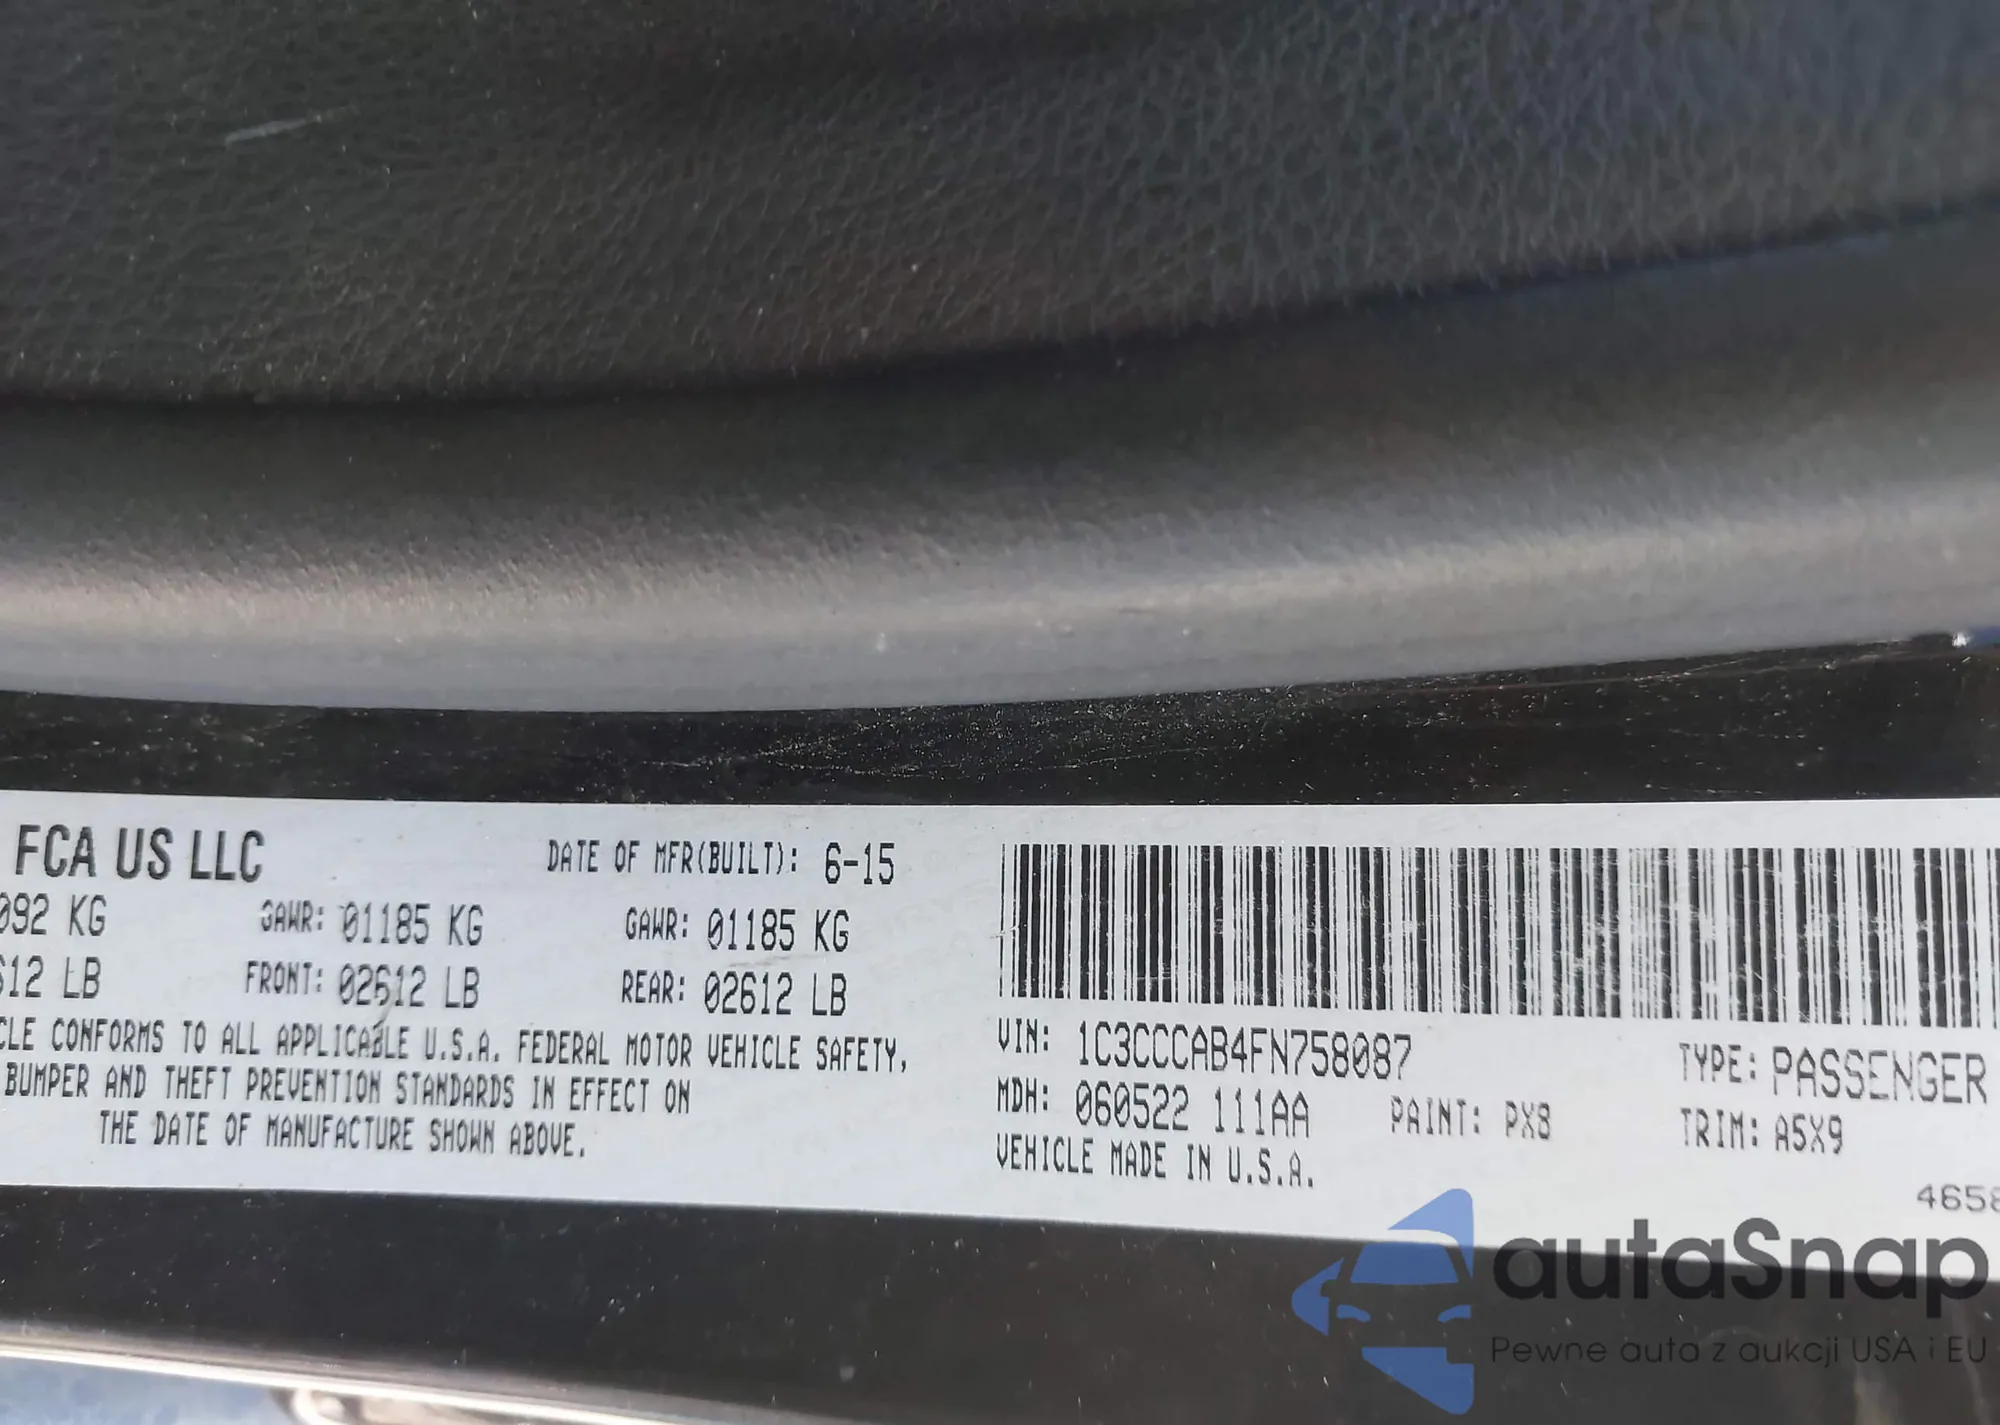 FCA US LLC DATE OF MFR(BUILT): 6-15
092 KG GAWR: 01185 KG GAWR: 01185 KG
612 LB FRONT: 02612 LB REAR: 02612 LB
CLE CONFORMS TO ALL APPLICABLE U.S.A. FEDERAL MOTOR VEHICLE SAFETY,
BUMPER AND THEFT PREVENTION STANDARDS IN EFFECT ON
THE DATE OF MANUFACTURE SHOWN ABOVE.
VIN: 1C3CCCAB4FN758087 TYPE: PASSENGER
MDH: 060522 111AA PAINT: PX8 TRIM: A5X9
VEHICLE MADE IN U.S.A.
4658
autaSnap
Pewne auta z aukcji USA i EU